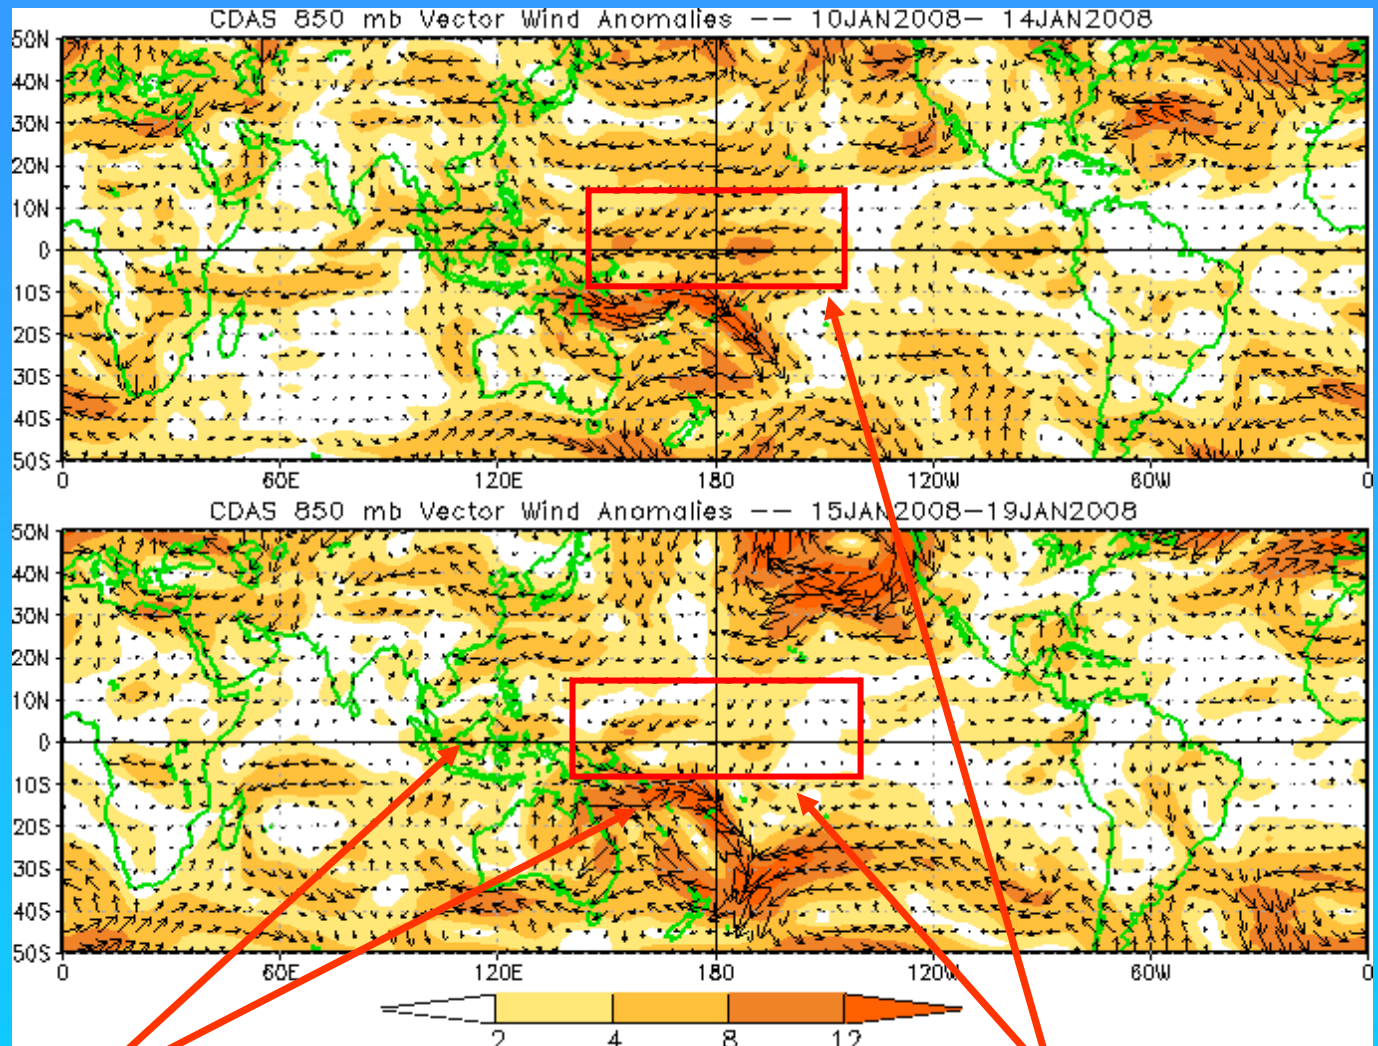 CDAS 850 mb Vector Wind Anomalies -- 10JAN2008- 14JAN2008
50N
40N
30N
20N
10N
0
10S
20S
30S
40S
50S
0 60E 120E 180 120W 60W 0
CDAS 850 mb Vector Wind Anomalies -- 15JAN2008-19JAN2008
50N
40N
30N
20N
10N
0
10S
20S
30S
40S
50S
0 60E 120E 180 120W 60W 0
2 4 8 12